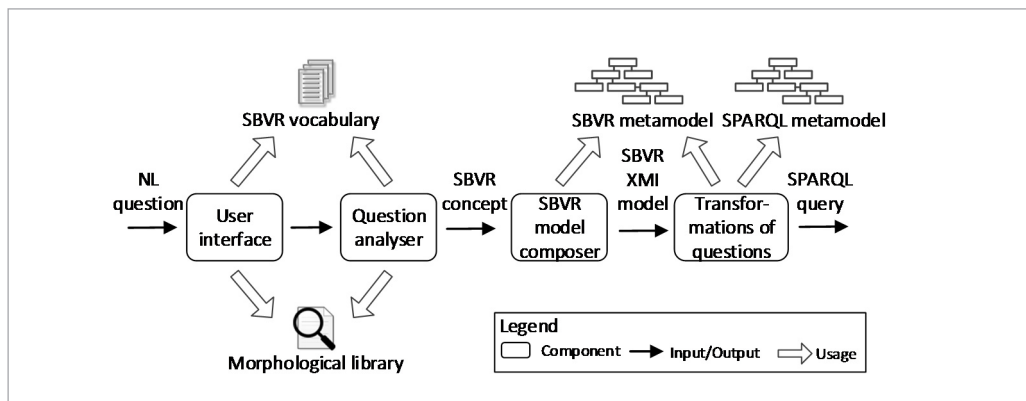 SBVR vocabulary
SBVR metamodel
SPARQL metamodel
NL
question
User
interface
Question
analyser
SBVR
concept
SBVR
model
composer
SBVR
XMI
model
Transfor-
mations of
questions
SPARQL
query
Morphological library
Legend
Component
Input/Output
Usage